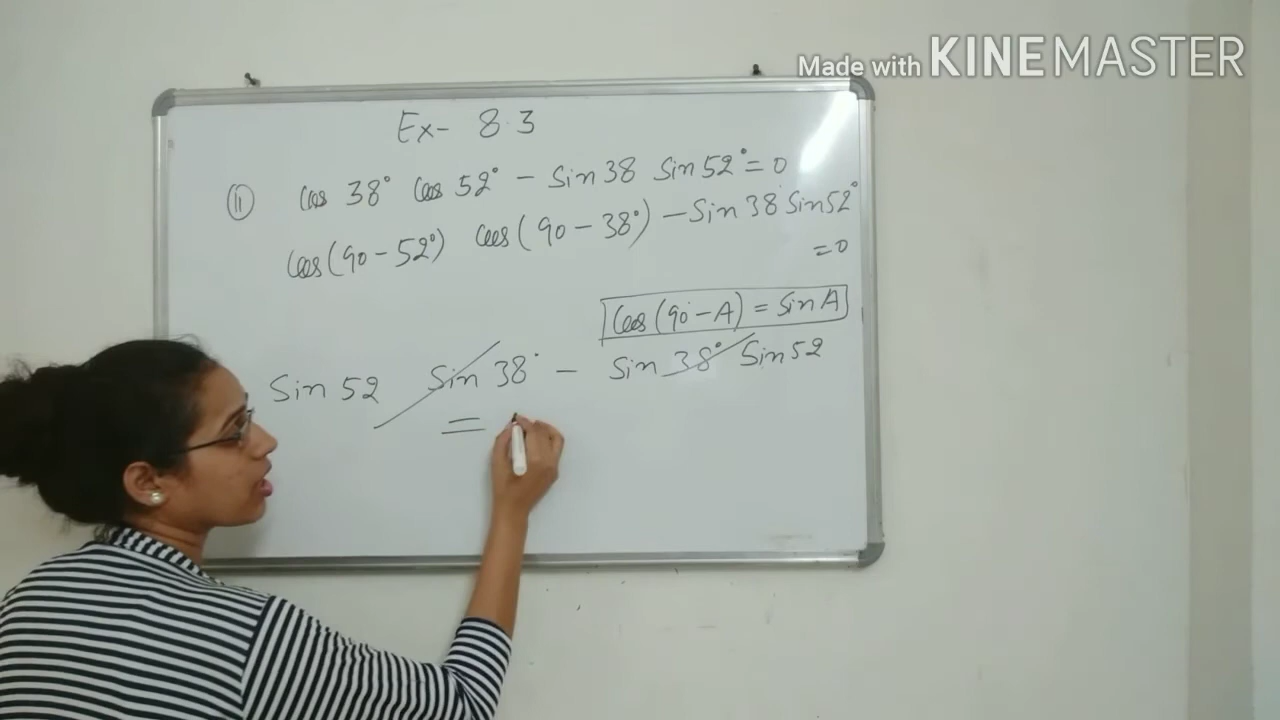 Made with KINEMASTER
Ex- 8.3
(ii) Cos 38° Cos 52° - Sin 38 Sin 52° = 0
Cos (90 - 52°) Cos (90 - 38°) - Sin 38° Sin 52°
= 0
Cos (90° - A) = Sin A
Sin 52 Sin 38° - Sin 38° Sin 52
=